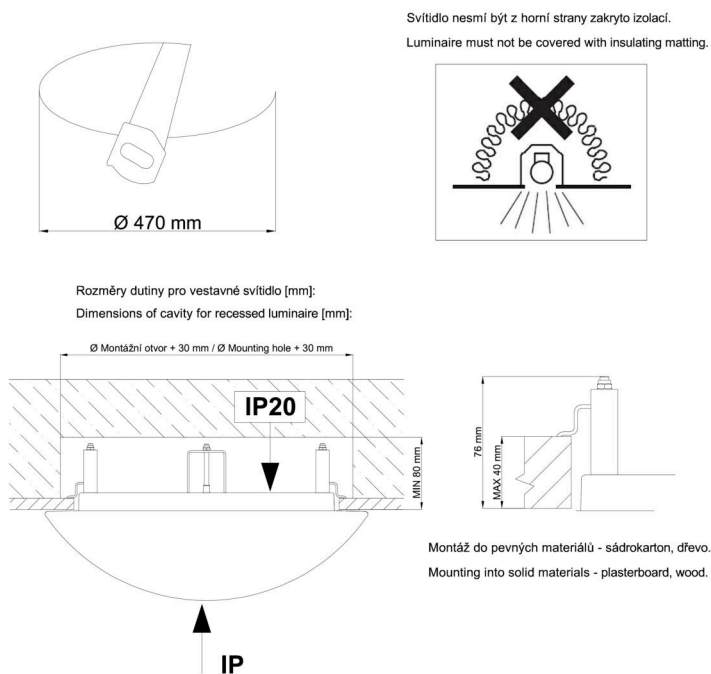 Svítidlo nesmí být z horní strany zakryto izolací.
Luminaire must not be covered with insulating matting.
Ø 470 mm
Rozměry dutiny pro vestavné svítidlo [mm]:
Dimensions of cavity for recessed luminaire [mm]:
Ø Montážní otvor + 30 mm / Ø Mounting hole + 30 mm
IP20
MIN 80 mm
76 mm
MAX 40 mm
Montáž do pevných materiálů - sádrokarton, dřevo.
Mounting into solid materials - plasterboard, wood.
IP